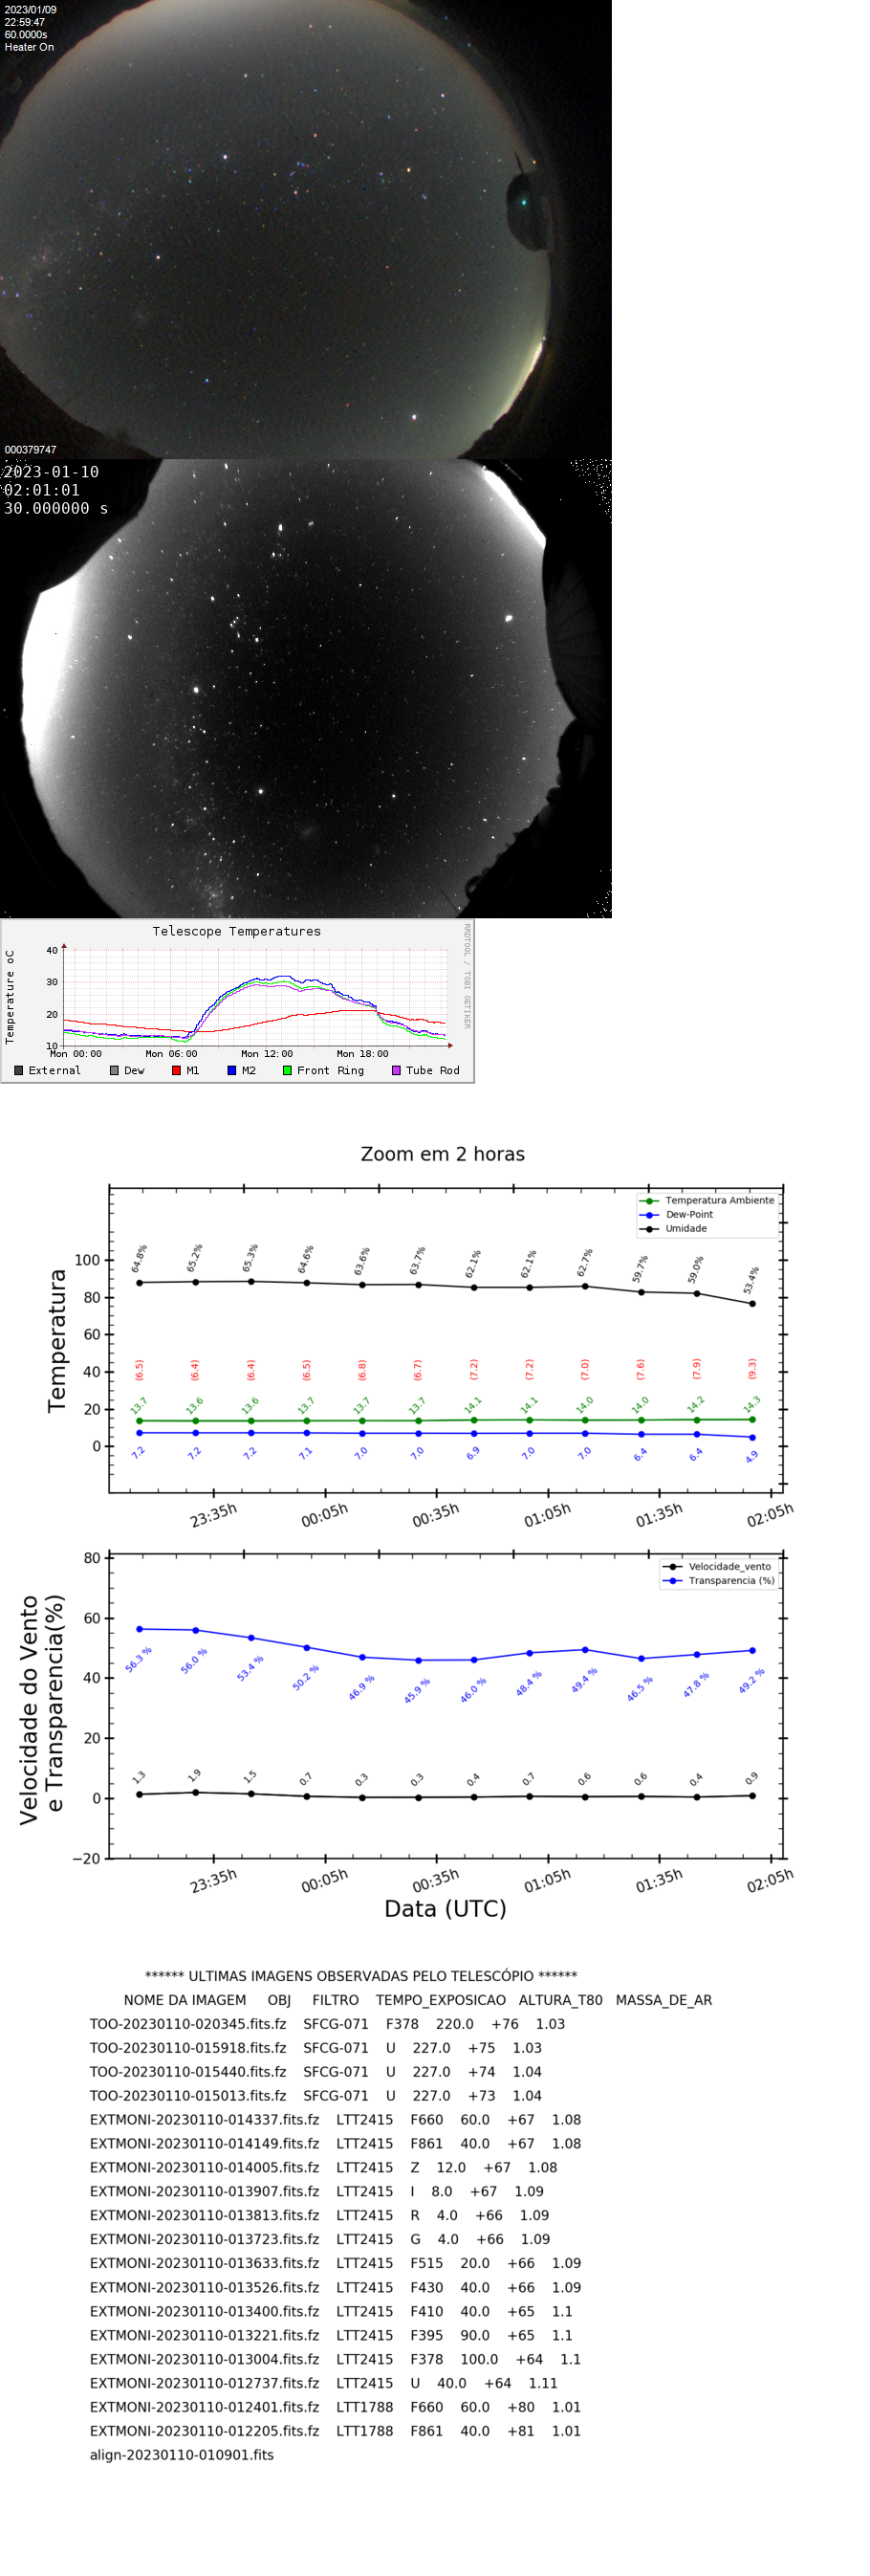 2023/01/09
22:59:47
60.0000s
Heater On
000379747
2023-01-10
02:01:01
30.000000 s
Telescope Temperatures
RRDTOOL / TOBI OETIKER
Temperature oC
40
30
20
10
Mon 00:00 Mon 06:00 Mon 12:00 Mon 18:00
External Dew M1 M2 Front Ring Tube Rod
Zoom em 2 horas
Temperatura Ambiente
Dew-Point
Umidade
Temperatura
100
80
60
40
20
0
64.8% 65.2% 65.3% 64.6% 63.6% 63.7% 62.1% 62.1% 62.7% 59.7% 59.0% 53.4%
(6.5) (6.4) (6.4) (6.5) (6.8) (6.7) (7.2) (7.2) (7.0) (7.6) (7.9) (9.3)
13.7 13.6 13.6 13.7 13.7 13.7 14.1 14.1 14.0 14.0 14.2 14.3
7.2 7.2 7.2 7.1 7.0 7.0 6.9 7.0 7.0 6.4 6.4 4.9
23:35h 00:05h 00:35h 01:05h 01:35h 02:05h
Velocidade_vento
Transparencia (%)
Velocidade do Vento
e Transparencia(%)
80
60
40
20
0
−20
56.3 % 56.0 % 53.4 % 50.2 % 46.9 % 45.9 % 46.0 % 48.4 % 49.4 % 46.5 % 47.8 % 49.2 %
1.3 1.9 1.5 0.7 0.3 0.3 0.4 0.7 0.6 0.6 0.4 0.9
23:35h 00:05h 00:35h 01:05h 01:35h 02:05h
Data (UTC)
****** ULTIMAS IMAGENS OBSERVADAS PELO TELESCÓPIO ******
NOME DA IMAGEM OBJ FILTRO TEMPO_EXPOSICAO ALTURA_T80 MASSA_DE_AR
TOO-20230110-020345.fits.fz SFCG-071 F378 220.0 +76 1.03
TOO-20230110-015918.fits.fz SFCG-071 U 227.0 +75 1.03
TOO-20230110-015440.fits.fz SFCG-071 U 227.0 +74 1.04
TOO-20230110-015013.fits.fz SFCG-071 U 227.0 +73 1.04
EXTMONI-20230110-014337.fits.fz LTT2415 F660 60.0 +67 1.08
EXTMONI-20230110-014149.fits.fz LTT2415 F861 40.0 +67 1.08
EXTMONI-20230110-014005.fits.fz LTT2415 Z 12.0 +67 1.08
EXTMONI-20230110-013907.fits.fz LTT2415 I 8.0 +67 1.09
EXTMONI-20230110-013813.fits.fz LTT2415 R 4.0 +66 1.09
EXTMONI-20230110-013723.fits.fz LTT2415 G 4.0 +66 1.09
EXTMONI-20230110-013633.fits.fz LTT2415 F515 20.0 +66 1.09
EXTMONI-20230110-013526.fits.fz LTT2415 F430 40.0 +66 1.09
EXTMONI-20230110-013400.fits.fz LTT2415 F410 40.0 +65 1.1
EXTMONI-20230110-013221.fits.fz LTT2415 F395 90.0 +65 1.1
EXTMONI-20230110-013004.fits.fz LTT2415 F378 100.0 +64 1.1
EXTMONI-20230110-012737.fits.fz LTT2415 U 40.0 +64 1.11
EXTMONI-20230110-012401.fits.fz LTT1788 F660 60.0 +80 1.01
EXTMONI-20230110-012205.fits.fz LTT1788 F861 40.0 +81 1.01
align-20230110-010901.fits